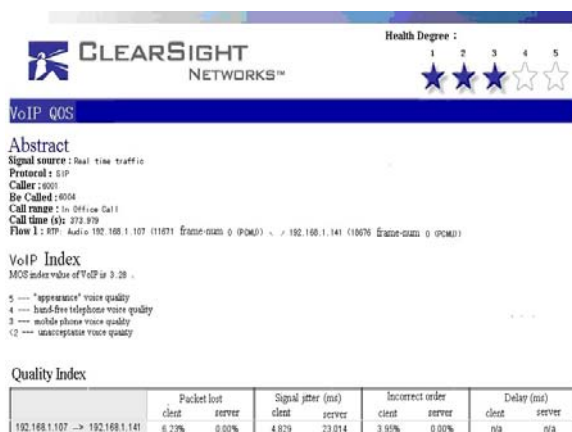 Health Degree :
1 2 3 4 5
CLEARSIGHT
NETWORKS™
VoIP QOS
Abstract
Signal source : Real time traffic
Protocol : SIP
Caller : 6001
Be Called : 6004
Call range : In Office Call
Call time (s): 373.979
Flow 1 : RTP: Audio 192.168.1.107 (11671 frame-num 0 (PCMU)) <-> 192.168.1.141 (10676 frame-num 0 (PCMU))
VoIP Index
MOS index value of VoIP is 3.28 .
5 --- "appearance" voice quality
4 --- hand-free telephone voice quality
3 --- mobile phone voice quality
<2 --- unacceptable voice quality
Quality Index
Packet lost Signal jitter (ms) Incorrect order Delay (ms)
clent server clent server clent server clent server
192.168.1.107 --> 192.168.1.141 6.23% 0.00% 4.829 23.014 3.95% 0.00% n/a n/a